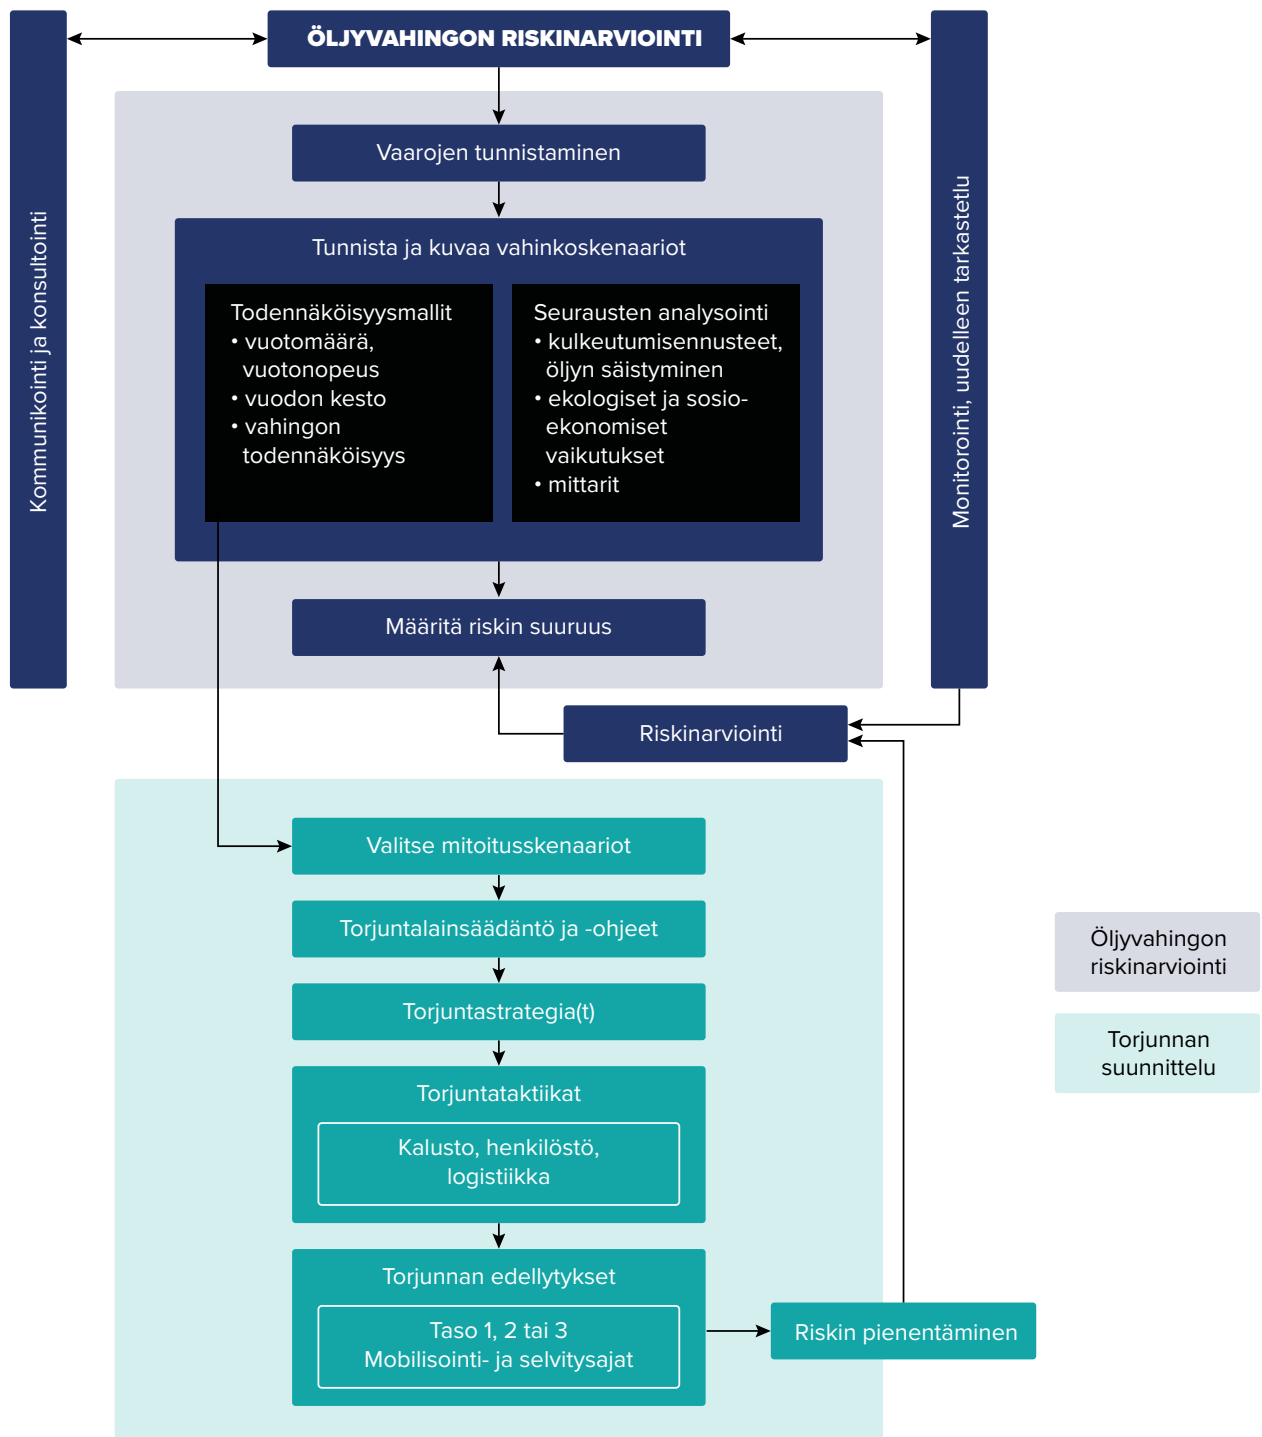 ÖLJYVAHINGON RISKINARVIOINTI
Kommunikointi ja konsultointi
Monitorointi, uudelleen tarkastetlu
Vaarojen tunnistaminen
Tunnista ja kuvaa vahinkoskenaariot
Todennäköisyysmallit
• vuotomäärä,
vuotonopeus
• vuodon kesto
• vahingon
todennäköisyys
Seurausten analysointi
• kulkeutumisennusteet,
öljyn säistyminen
• ekologiset ja sosio-
ekonomiset
vaikutukset
• mittarit
Määritä riskin suuruus
Riskinarviointi
Valitse mitoitusskenaariot
Torjuntalainsäädäntö ja -ohjeet
Torjuntastrategia(t)
Torjuntataktiikat
Kalusto, henkilöstö,
logistiikka
Torjunnan edellytykset
Taso 1, 2 tai 3
Mobilisointi- ja selvitysajat
Riskin pienentäminen
Öljyvahingon
riskinarviointi
Torjunnan
suunnittelu